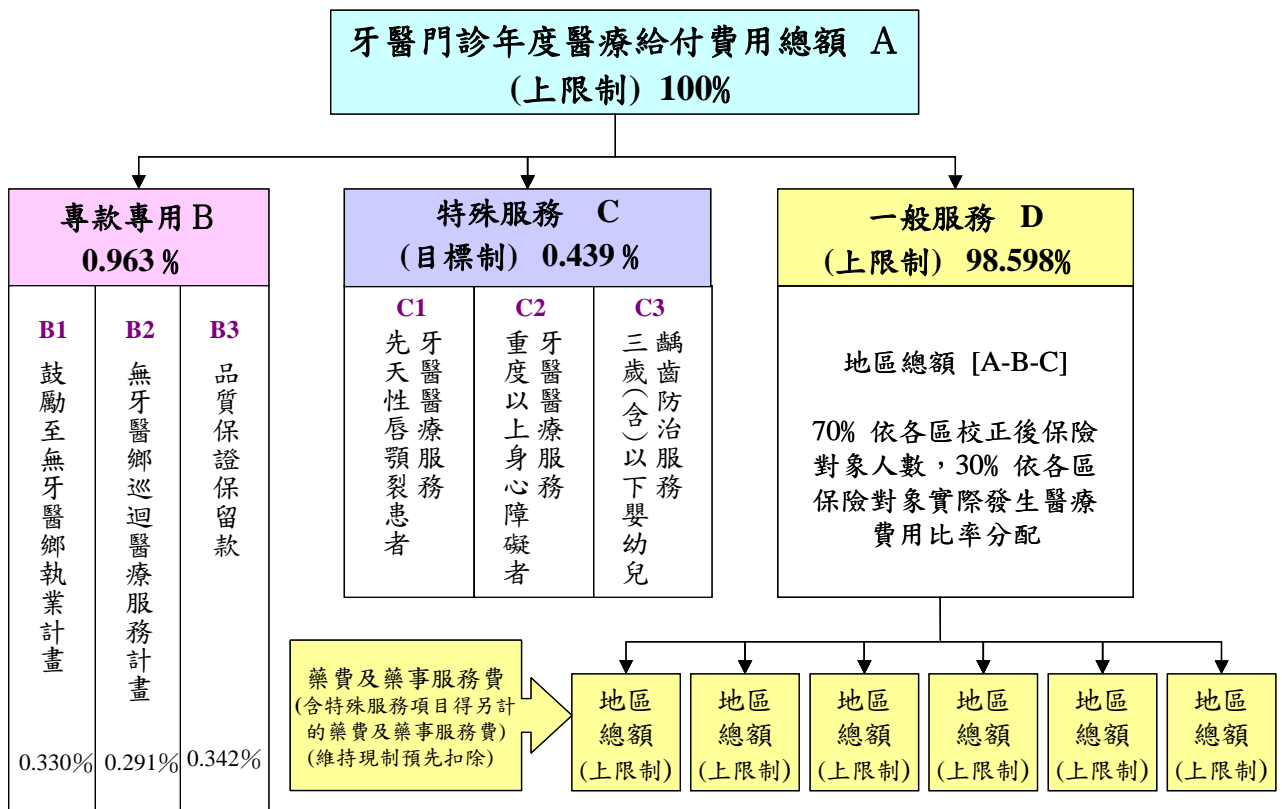 牙醫門診年度醫療給付費用總額 A
(上限制) 100%
專款專用B
0.963 %
B1
鼓勵至無牙醫鄉執業計畫
0.330%
B2
無牙醫鄉巡迴醫療服務計畫
0.291%
B3
品質保證保留款
0.342%
特殊服務 C
(目標制) 0.439 %
C1
牙醫醫療服務
先天性唇顎裂患者
C2
牙醫醫療服務
重度以上身心障礙者
C3
齲齒防治服務
三歲(含)以下嬰幼兒
一般服務 D
(上限制) 98.598%
地區總額 [A-B-C]
70% 依各區校正後保險
對象人數，30% 依各區
保險對象實際發生醫療
費用比率分配
藥費及藥事服務費
(含特殊服務項目得另計
的藥費及藥事服務費)
(維持現制預先扣除)
地區
總額
(上限制)
地區
總額
(上限制)
地區
總額
(上限制)
地區
總額
(上限制)
地區
總額
(上限制)
地區
總額
(上限制)